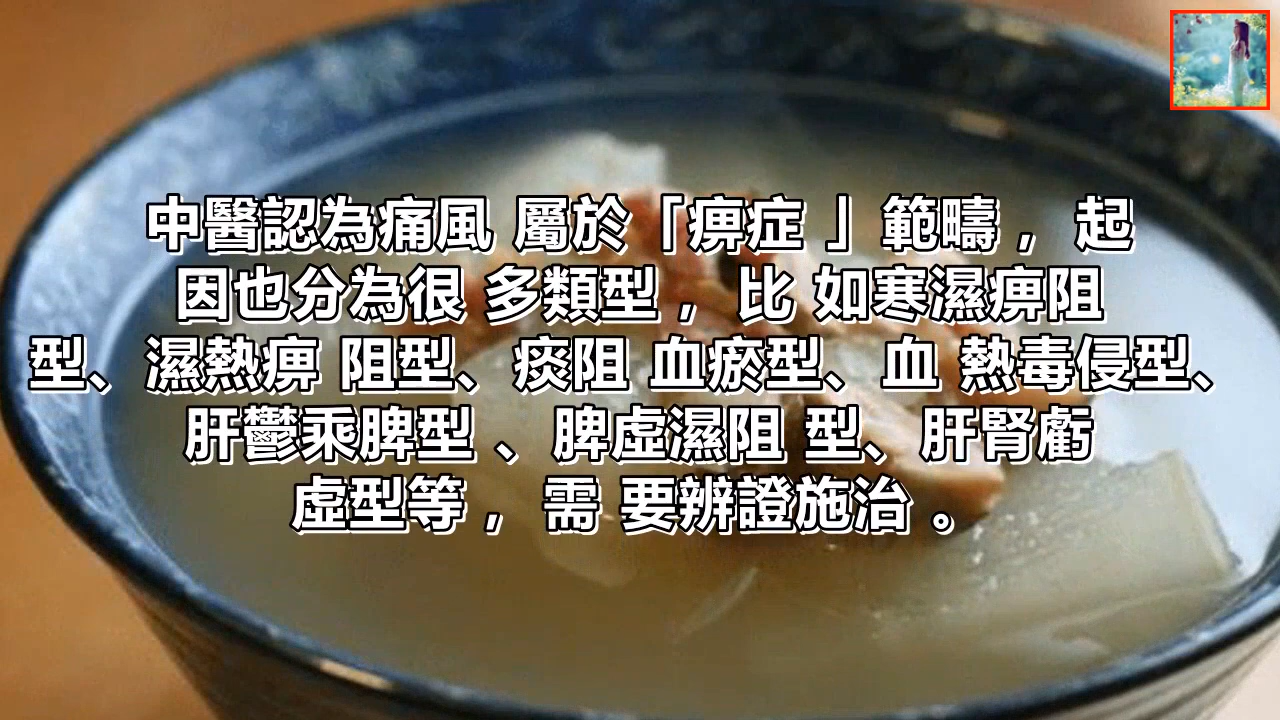 中醫認為痛風 屬於「痹症 」範疇， 起
因也分為很 多類型， 比 如寒濕痹阻
型、濕熱痹 阻型、痰阻 血瘀型、血 熱毒侵型、
肝鬱乘脾型 、脾虛濕阻 型、肝腎虧
虛型等， 需 要辨證施治 。